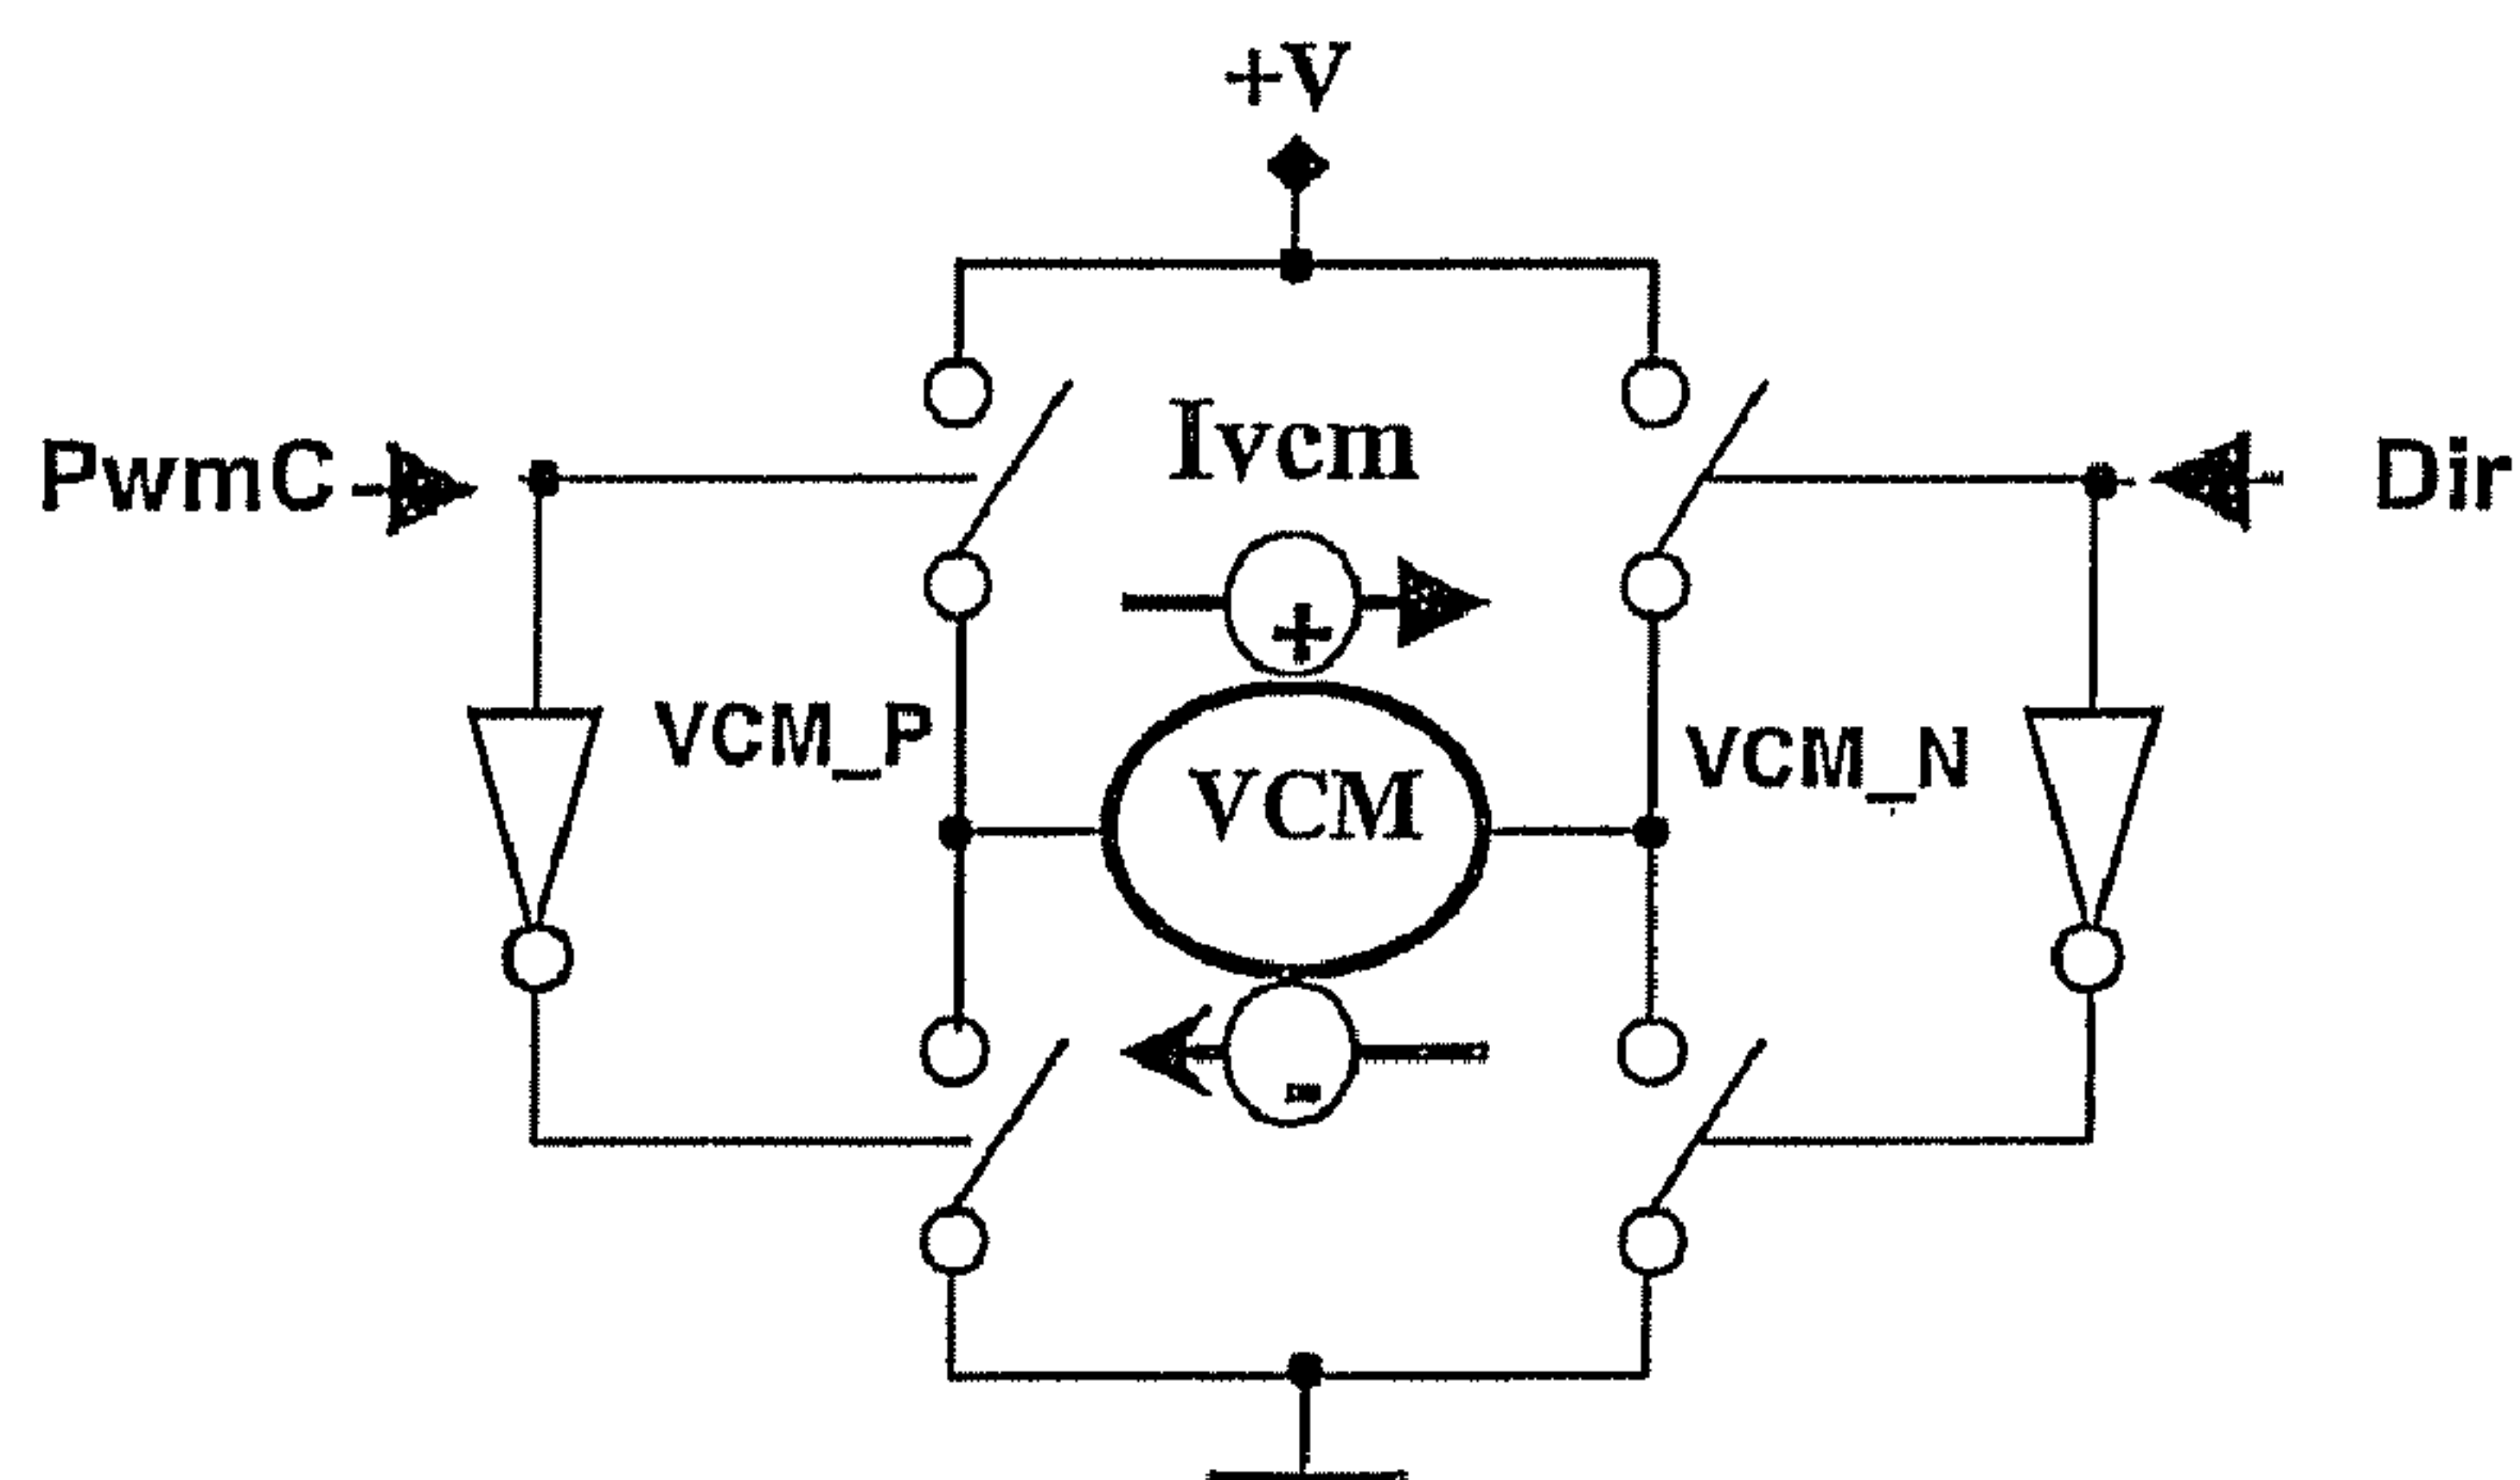 +V
Ivcm
PwmC
Dir
+
VCM_P
VCM_N
VCM
-